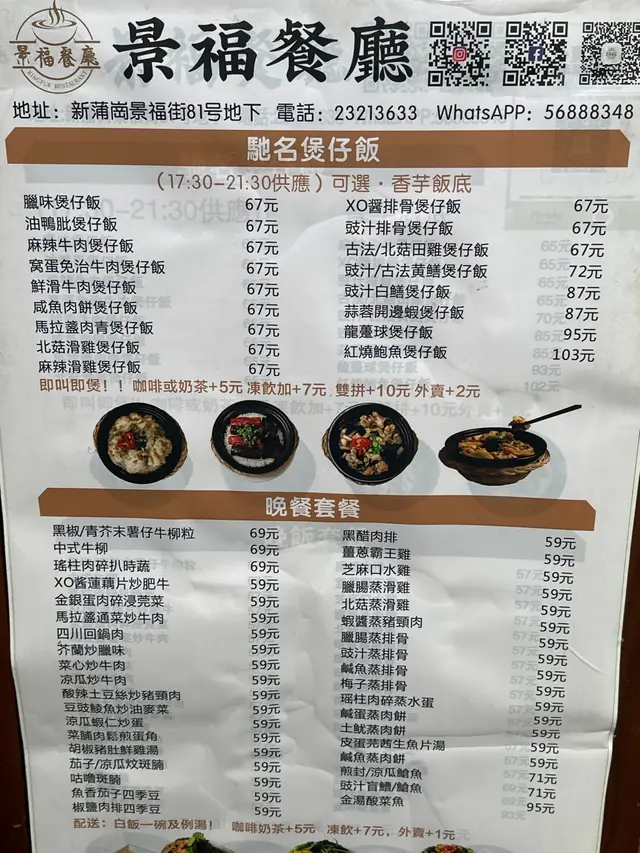 景福餐廳
景福餐廳
KINGFUK RESTAURANT
地址：新蒲崗景福街81号地下 電話：23213633 WhatsAPP：56888348
馳名煲仔飯
（17:30-21:30供應）可選·香芋飯底
臘味煲仔飯 67元
油鴨髀煲仔飯 67元
麻辣牛肉煲仔飯 67元
窝蛋免治牛肉煲仔飯 67元
鮮滑牛肉煲仔飯 67元
咸魚肉餅煲仔飯 67元
馬拉盞肉青煲仔飯 67元
北菇滑雞煲仔飯 67元
麻辣滑雞煲仔飯 67元
XO醬排骨煲仔飯 67元
豉汁排骨煲仔飯 67元
古法/北菇田雞煲仔飯 67元
豉汁/古法黄鱔煲仔飯 72元
豉汁白鱔煲仔飯 87元
蒜蓉開邊蝦煲仔飯 87元
龍躉球煲仔飯 95元
紅燒鮑魚煲仔飯 103元
即叫即煲！！咖啡或奶茶+5元 凍飲加+7元 雙拼+10元 外賣+2元
晚餐套餐
黑椒/青芥末薯仔牛柳粒 69元
中式牛柳 69元
瑤柱肉碎扒時蔬 69元
XO醬蓮藕片炒肥牛 59元
金銀蛋肉碎浸莧菜 59元
馬拉盞通菜炒牛肉 59元
四川回鍋肉 59元
芥蘭炒臘味 59元
菜心炒牛肉 59元
凉瓜炒牛肉 59元
酸辣土豆絲炒豬頸肉 59元
豆豉鯪魚炒油麥菜 59元
涼瓜蝦仁炒蛋 59元
菜脯肉鬆煎蛋角 59元
胡椒豬肚鮮雞湯 59元
茄子/凉瓜炆斑腩 59元
咕嚕斑腩 59元
魚香茄子四季豆 59元
椒鹽肉排四季豆 59元
黑醋肉排 59元
薑蔥霸王雞 59元
芝麻口水雞 59元
臘腸蒸滑雞 59元
北菇蒸滑雞 59元
蝦醬蒸豬頸肉 59元
臘腸蒸排骨 59元
豉汁蒸排骨 59元
鹹魚蒸排骨 59元
梅子蒸排骨 59元
瑶柱肉碎蒸水蛋 59元
鹹蛋蒸肉餅 59元
土魷蒸肉餅 59元
皮蛋芫茜生魚片湯 59元
鹹魚蒸肉餅 59元
煎封/涼瓜鯧魚 71元
豉汁盲鰽/鯧魚 71元
金湯酸菜魚 95元
配送：白飯一碗及例湯！ 咖啡奶茶+5元 凍飲+7元，外賣+1元